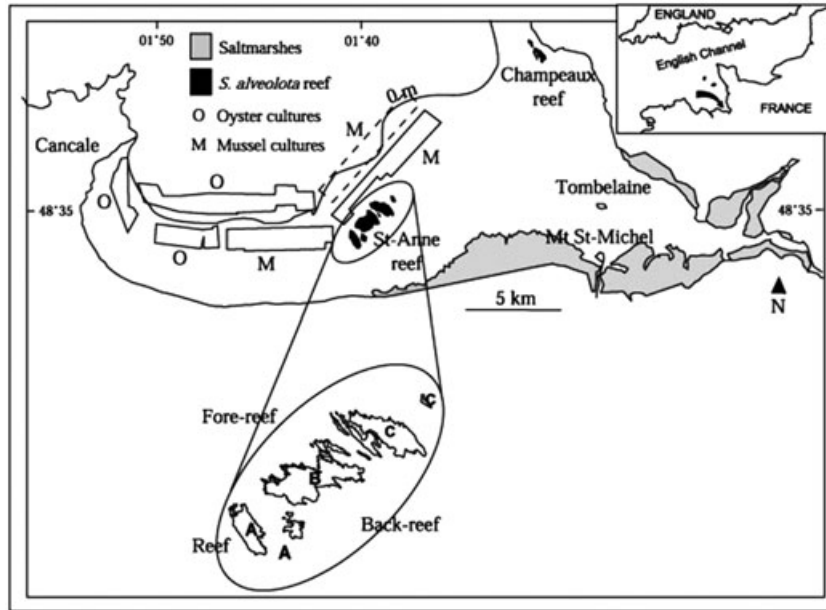 01°50
01°40
ENGLAND
English Channel
FRANCE
Saltmarshes
S. alveolota reef
O Oyster cultures
M Mussel cultures
0-m
M
M
Champeaux
reef
Cancale
O
O
O
M
48°35
48°35
Tombelaine
St-Anne
reef
Mt St-Michel
5 km
N
Fore-reef
C
C
B
A
A
Reef
Back-reef